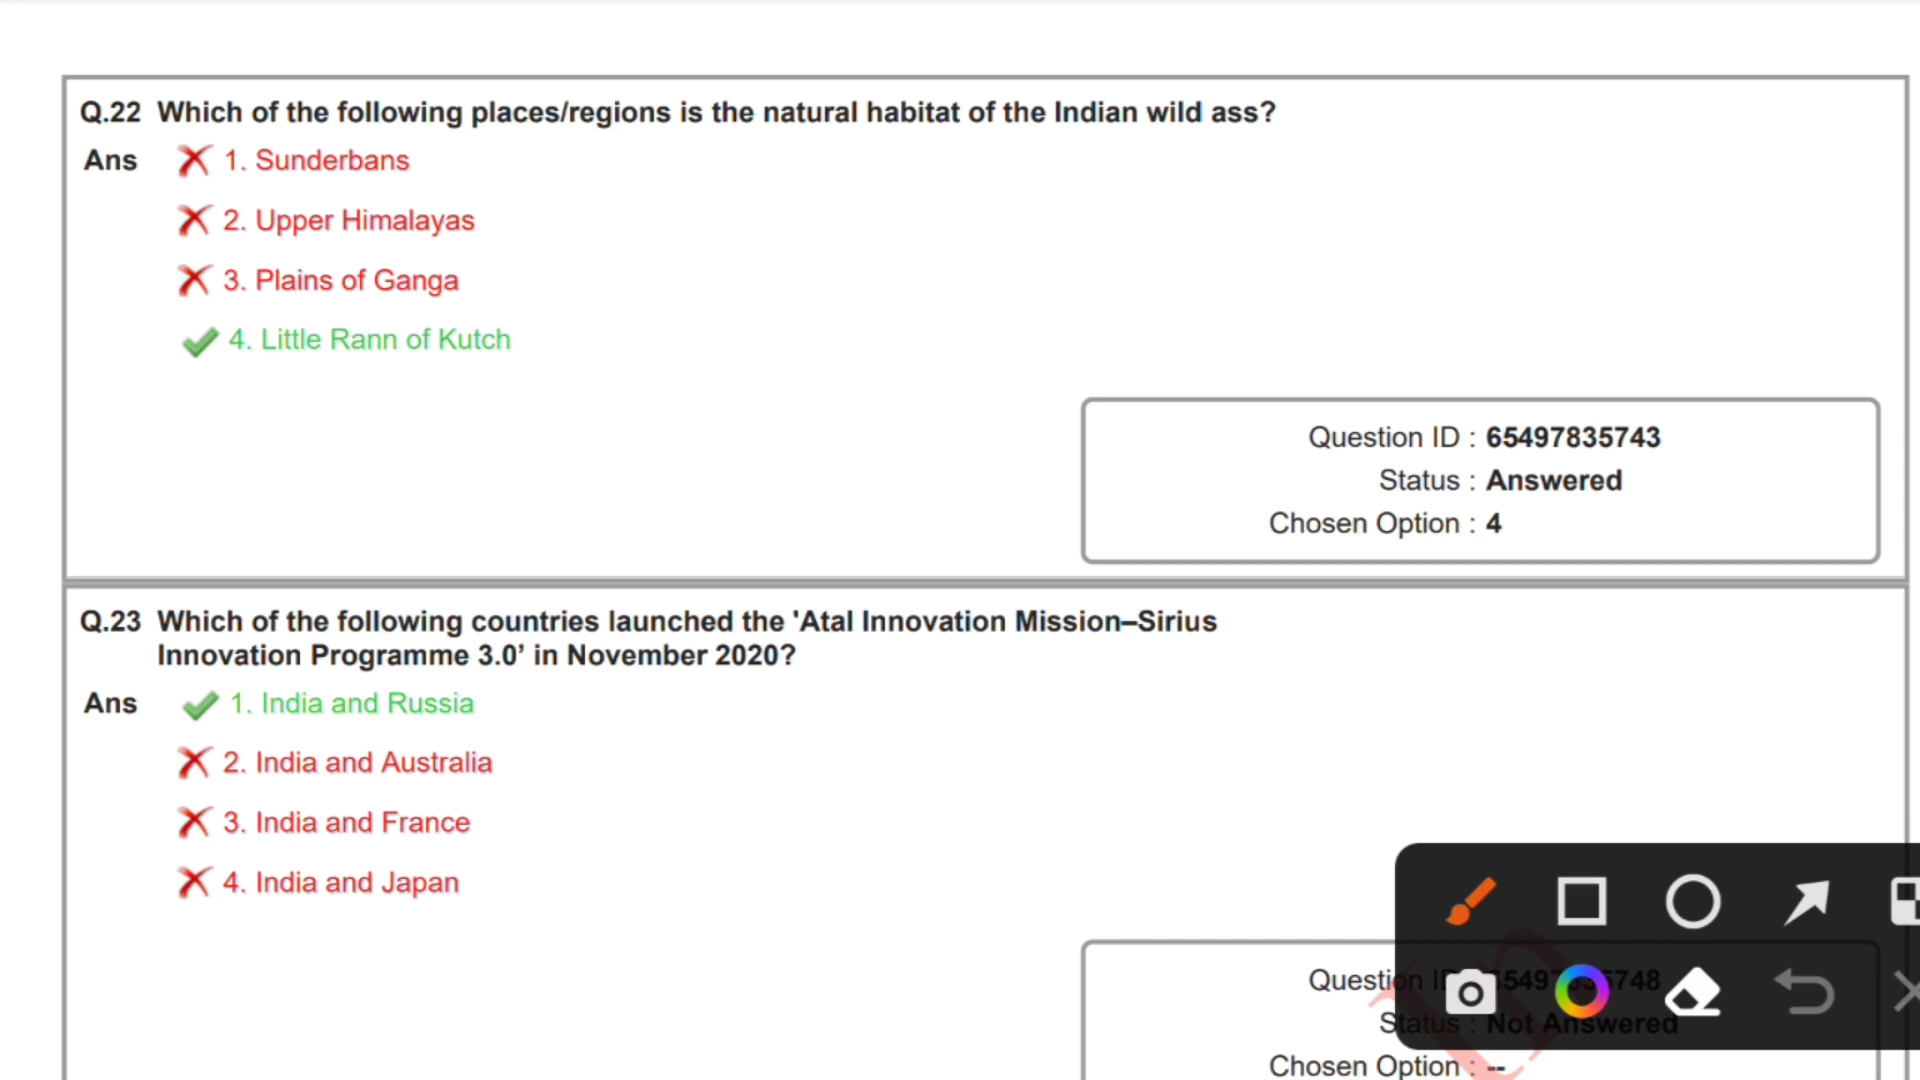 Q.22 Which of the following places/regions is the natural habitat of the Indian wild ass?
Ans 1. Sunderbans
2. Upper Himalayas
3. Plains of Ganga
4. Little Rann of Kutch
Question ID : 65497835743
Status : Answered
Chosen Option : 4
Q.23 Which of the following countries launched the 'Atal Innovation Mission–Sirius
Innovation Programme 3.0’ in November 2020?
Ans 1. India and Russia
2. India and Australia
3. India and France
4. India and Japan
Question
Status : Not Answered
Chosen Option : --